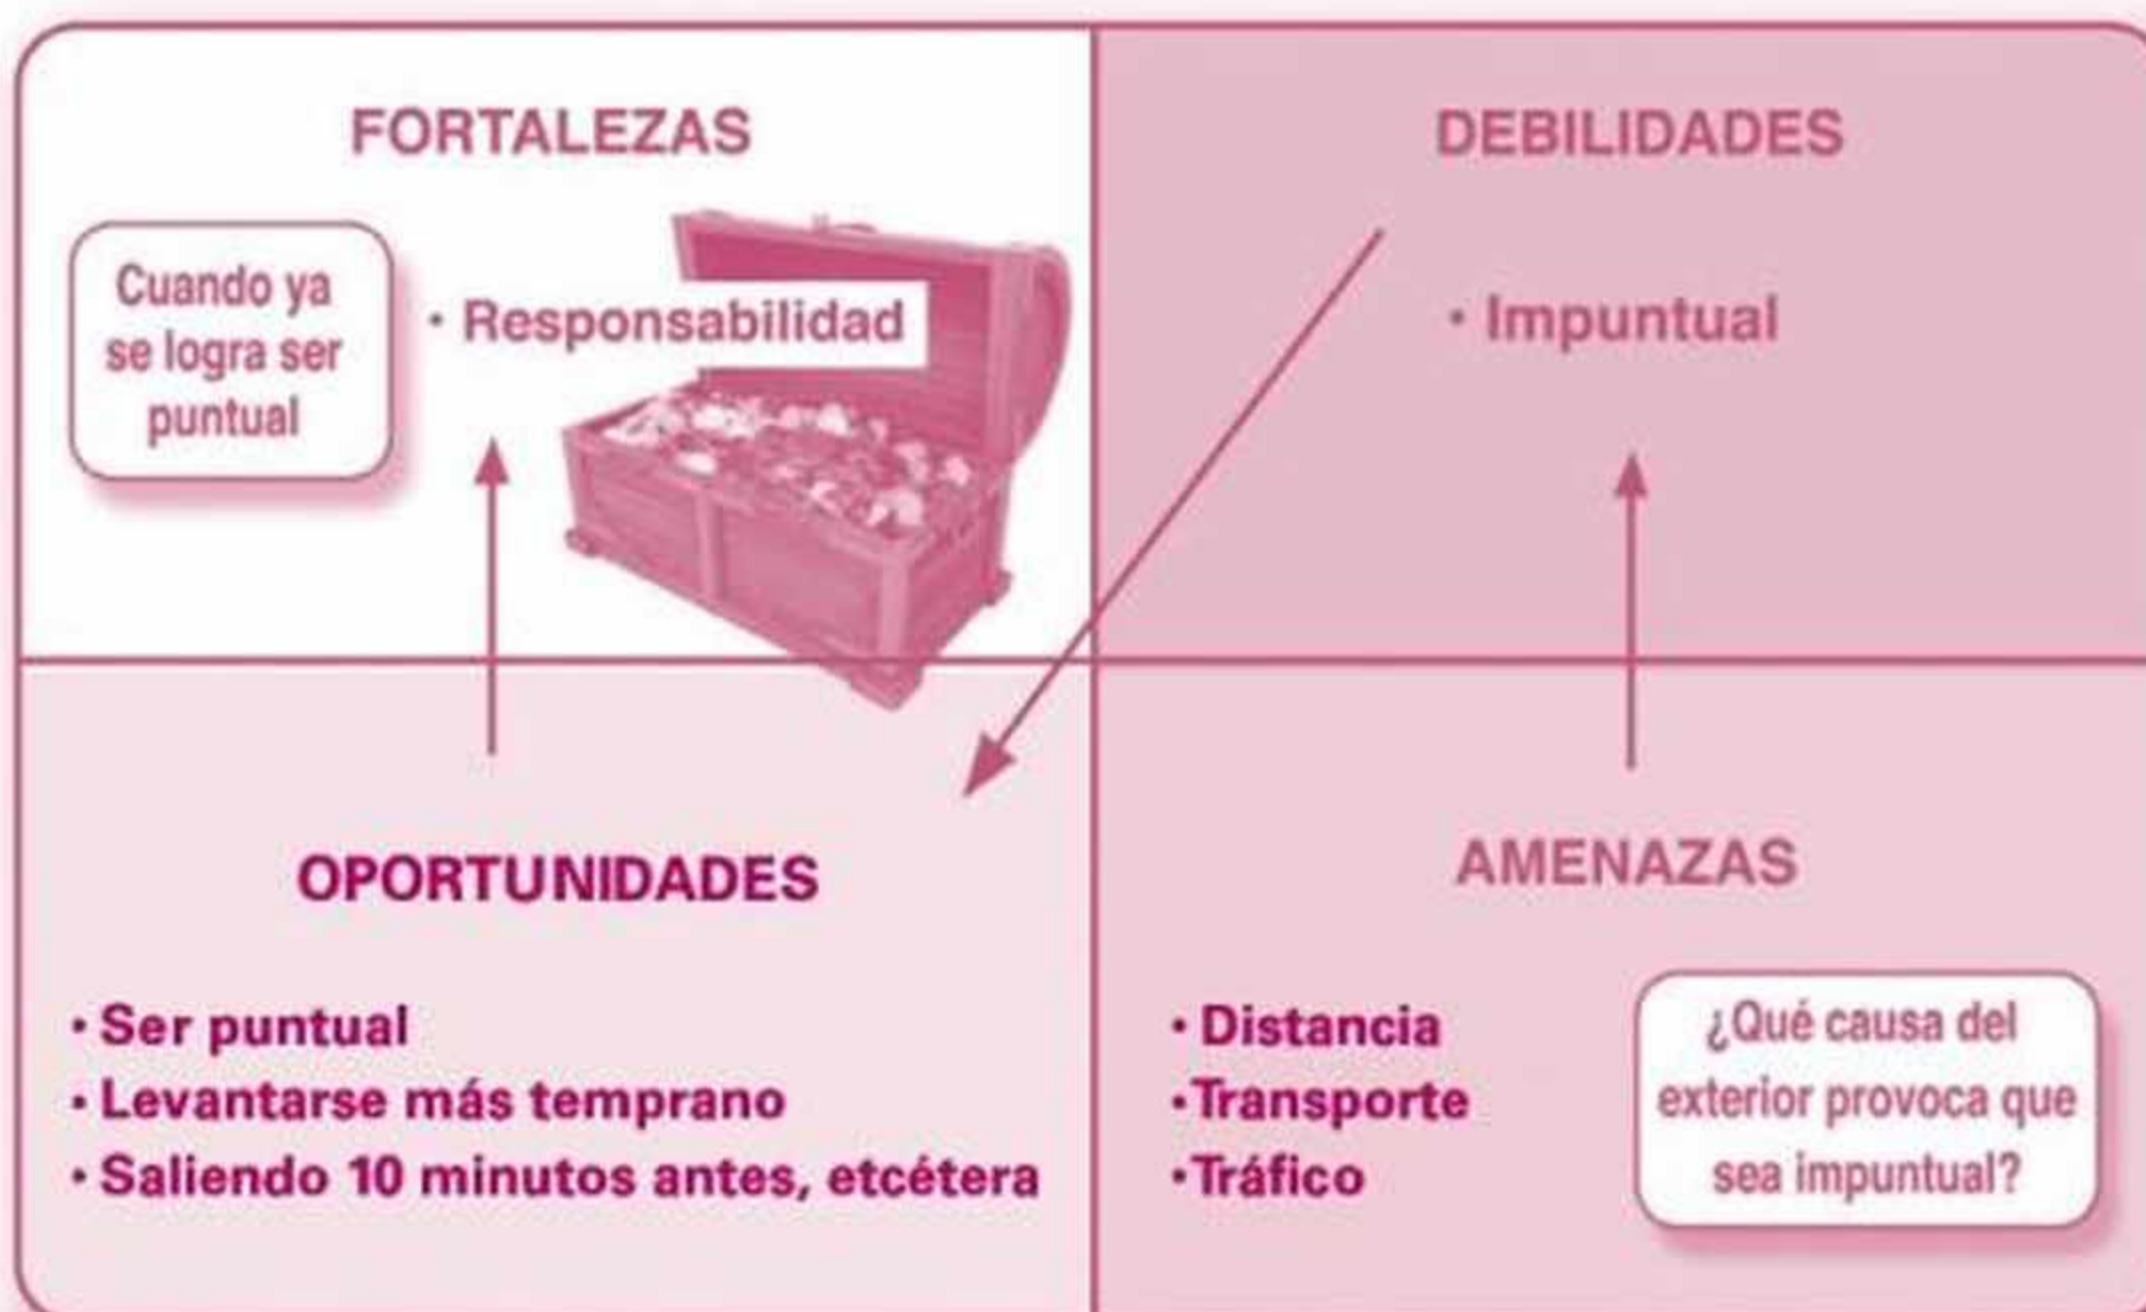 FORTALEZAS
Cuando ya
se logra ser
puntual
• Responsabilidad
DEBILIDADES
• Impuntual
OPORTUNIDADES
• Ser puntual
• Levantarse más temprano
• Saliendo 10 minutos antes, etcétera
AMENAZAS
• Distancia
• Transporte
• Tráfico
¿Qué causa del
exterior provoca que
sea impuntual?